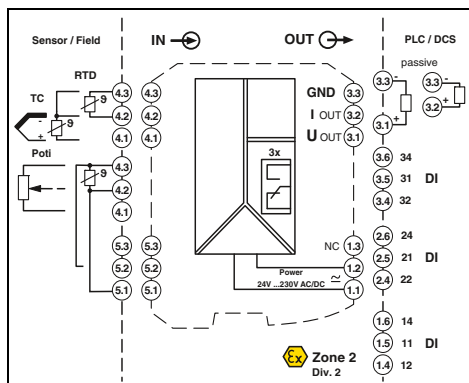 Sensor / Field
IN
OUT
PLC / DCS
RTD
TC
-
+
ϑ
ϑ
4.3
4.2
4.1
4.3
4.2
4.1
GND 3.3
I OUT 3.2
U OUT 3.1
passive
3.3 -
3.1 +
3.3 -
3.2 +
Poti
ϑ
4.3
4.2
4.1
3x
3.6 34
3.5 31 DI
3.4 32
5.3
5.2
5.1
5.3
5.2
5.1
NC 1.3
1.2
1.1
Power
24V ...230V AC/DC
2.6 24
2.5 21 DI
2.4 22
1.6 14
1.5 11 DI
1.4 12
Ex Zone 2
Div. 2